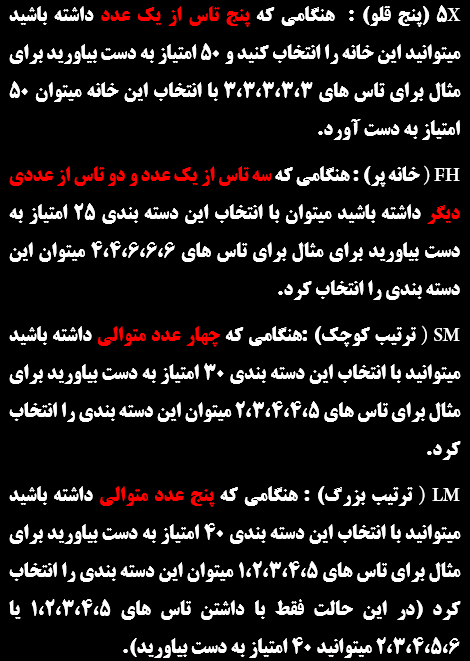 5X (پنج قلو) : هنگامی که پنج تاس از یک عدد داشته باشید
میتوانید این خانه را انتخاب کنید و ۵۰ امتیاز به دست بیاورید برای
مثال برای تاس های ۳،۳،۳،۳،۳ با انتخاب این خانه میتوان ۵۰
امتیاز به دست آورد.
FH ( خانه پر) : هنگامی که سه تاس از یک عدد و دو تاس از عددی
دیگر داشته باشید میتوان با انتخاب این دسته بندی ۲۵ امتیاز به
دست بیاورید برای مثال برای تاس های ۴،۴،۶،۶،۶ میتوان این
دسته بندی را انتخاب کرد.
SM ( ترتیب کوچک) :هنگامی که چهار عدد متوالی داشته باشید
میتوانید با انتخاب این دسته بندی ۳۰ امتیاز به دست بیاورید برای
مثال برای تاس های ۲،۳،۴،۴،۵ میتوان این دسته بندی را انتخاب
کرد.
LM ( ترتیب بزرگ) : هنگامی که پنج عدد متوالی داشته باشید
میتوانید با انتخاب این دسته بندی ۴۰ امتیاز به دست بیاورید برای
مثال برای تاس های ۱،۲،۳،۴،۵ میتوان این دسته بندی را انتخاب
کرد (در این حالت فقط با داشتن تاس های ۱،۲،۳،۴،۵ یا
۲،۳،۴،۵،۶ میتوانید ۴۰ امتیاز به دست بیاورید).